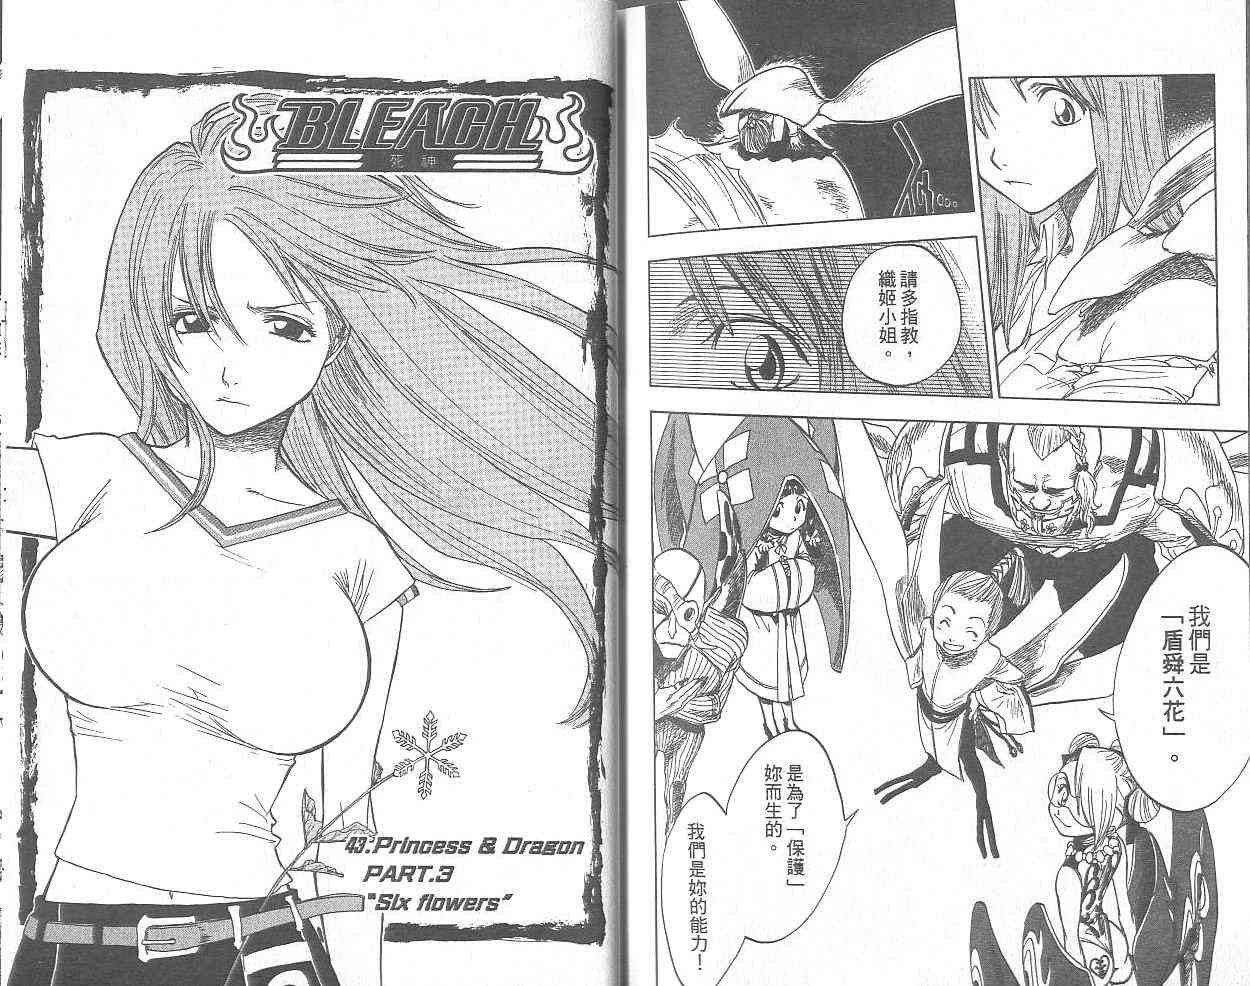 請多指教，
織姬小姐。
我們是
「盾舜六花」。
是為了「保護」
妳而生的。
我們是妳的能力！
BLEACH
死神
43:Princess & Dragon
PART.3
"Six flowers"